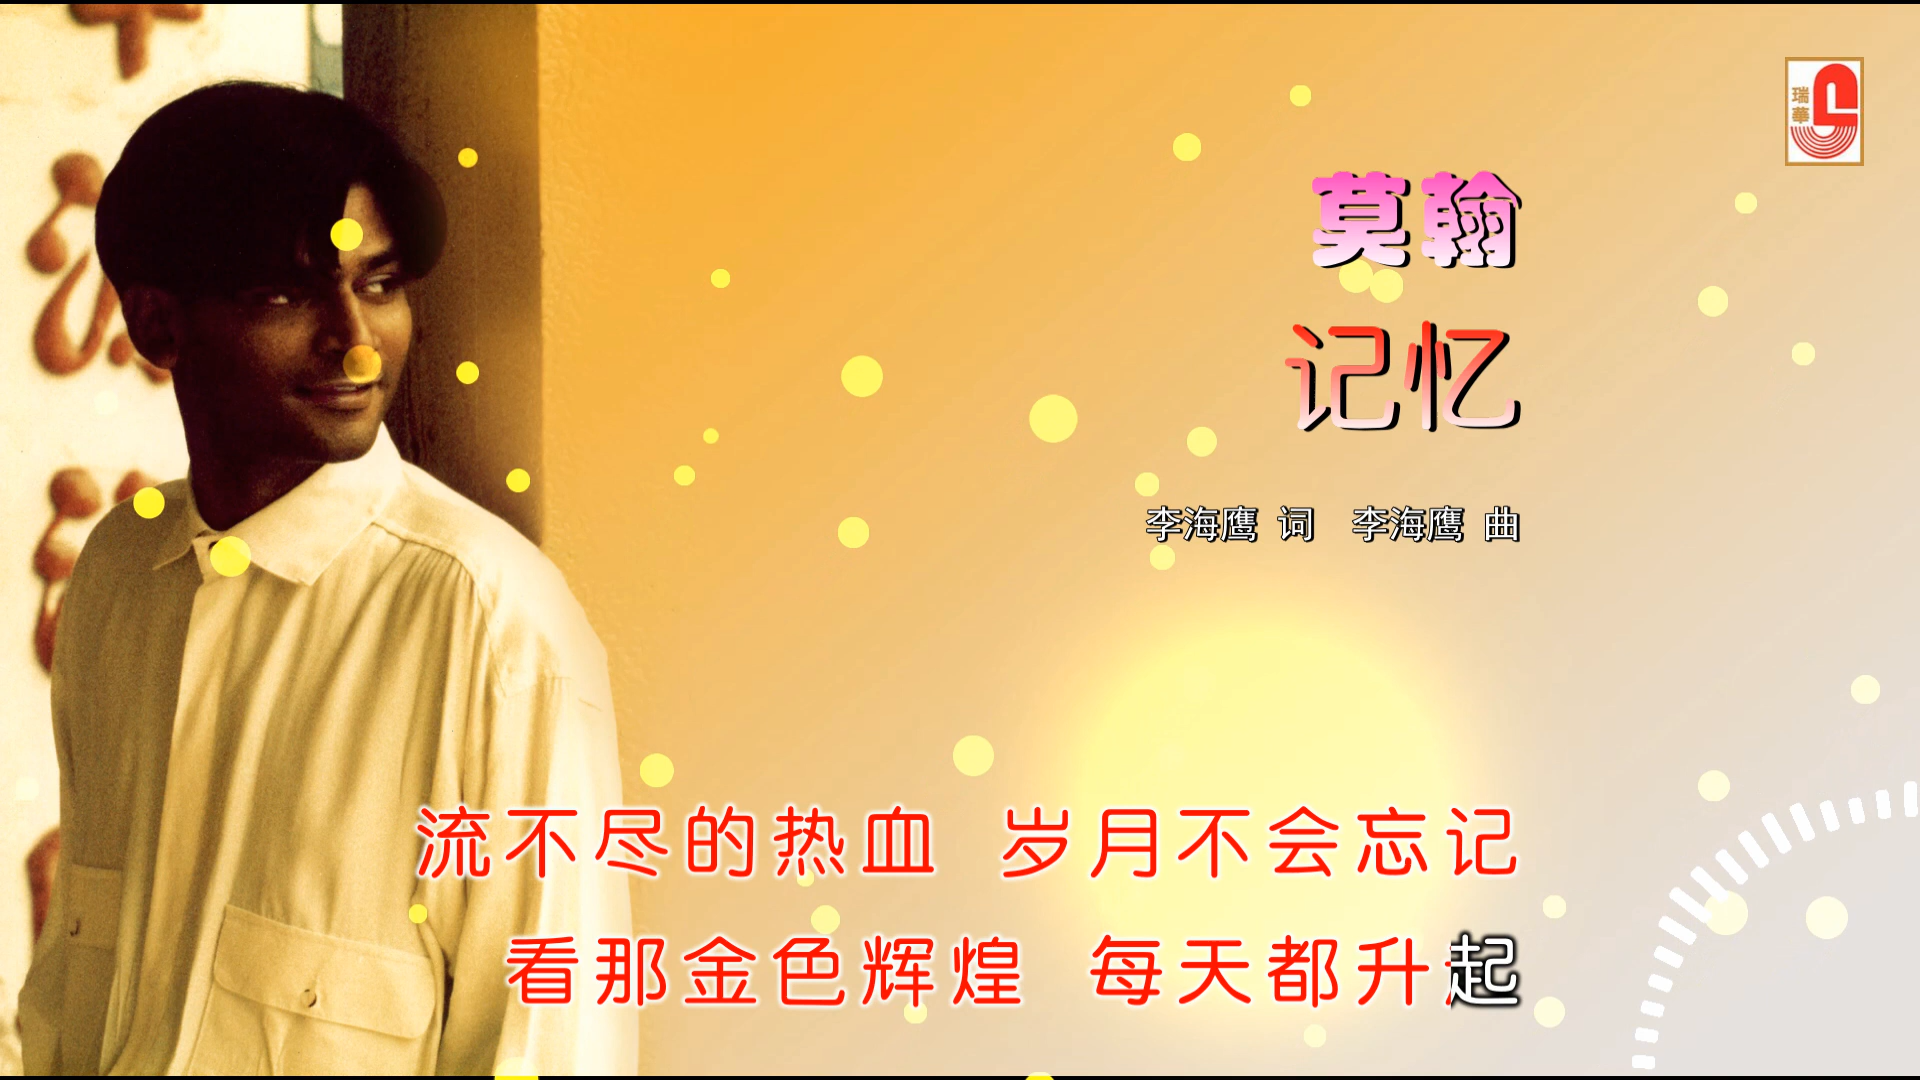 瑞華
莫翰
记忆
李海鹰 词 李海鹰 曲
流不尽的热血 岁月不会忘记
看那金色辉煌 每天都升起